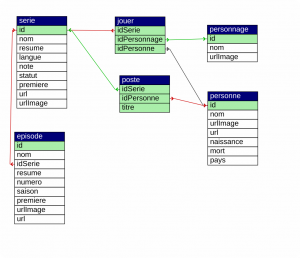 serie
id
nom
resume
langue
note
statut
premiere
url
urlImage
jouer
idSerie
idPersonnage
idPersonne
personnage
id
nom
urlImage
poste
idSerie
idPersonne
titre
personne
id
nom
urlImage
url
naissance
mort
pays
episode
id
nom
idSerie
resume
numero
saison
premiere
urlImage
url